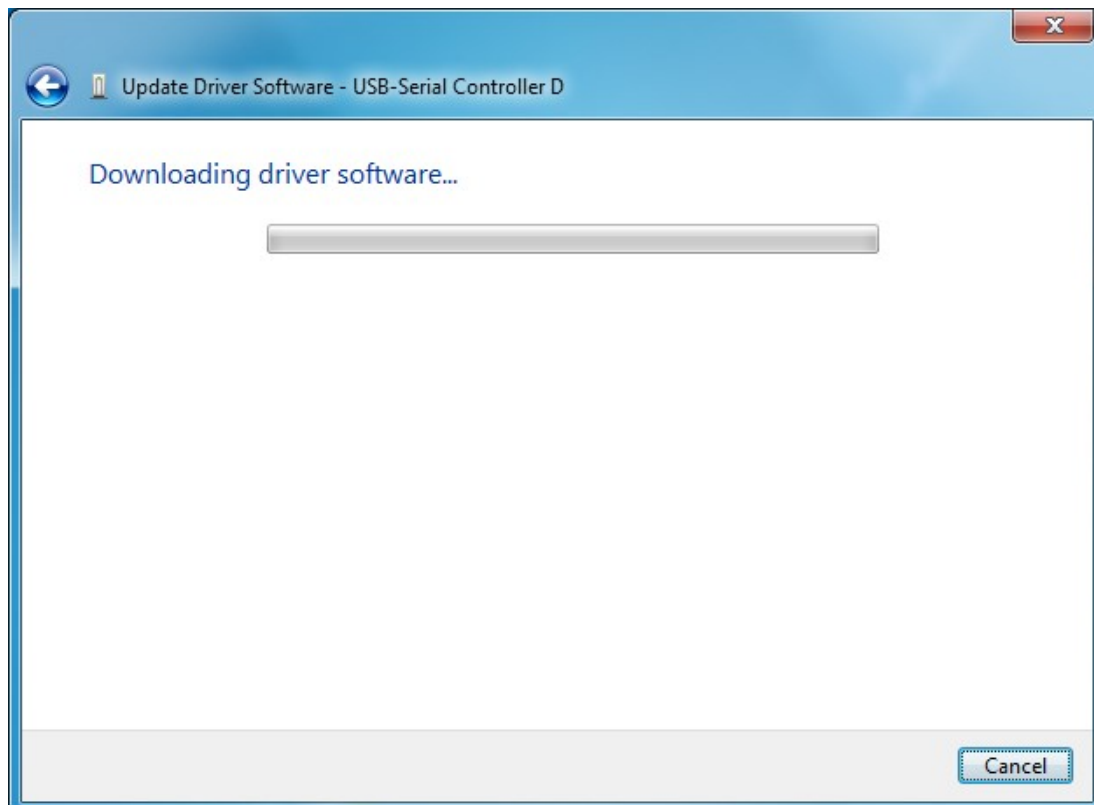 Update Driver Software - USB-Serial Controller D
Downloading driver software...
Cancel